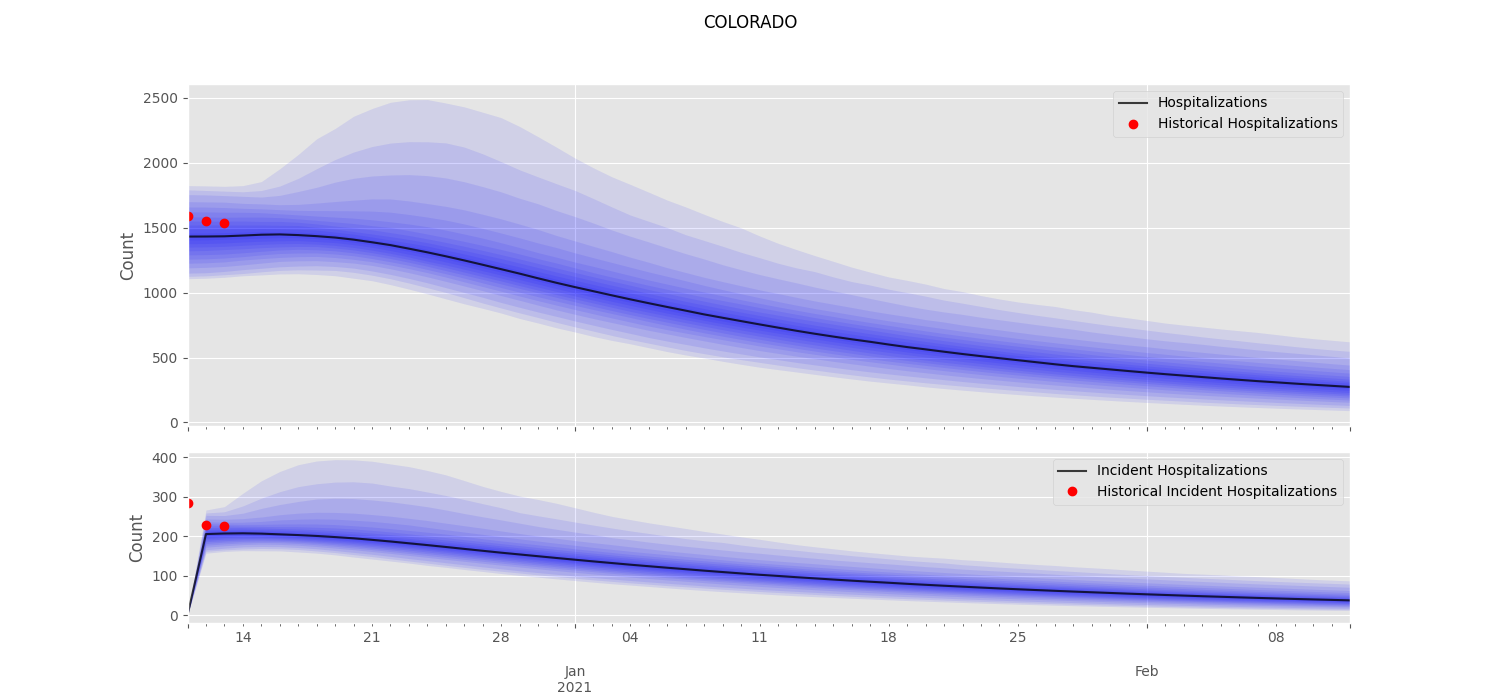 COLORADO
2500
2000
1500
1000
500
0
Count
Hospitalizations
Historical Hospitalizations
400
300
200
100
0
Count
Incident Hospitalizations
Historical Incident Hospitalizations
14 21 28 04 11 18 25 08
Jan Feb
2021